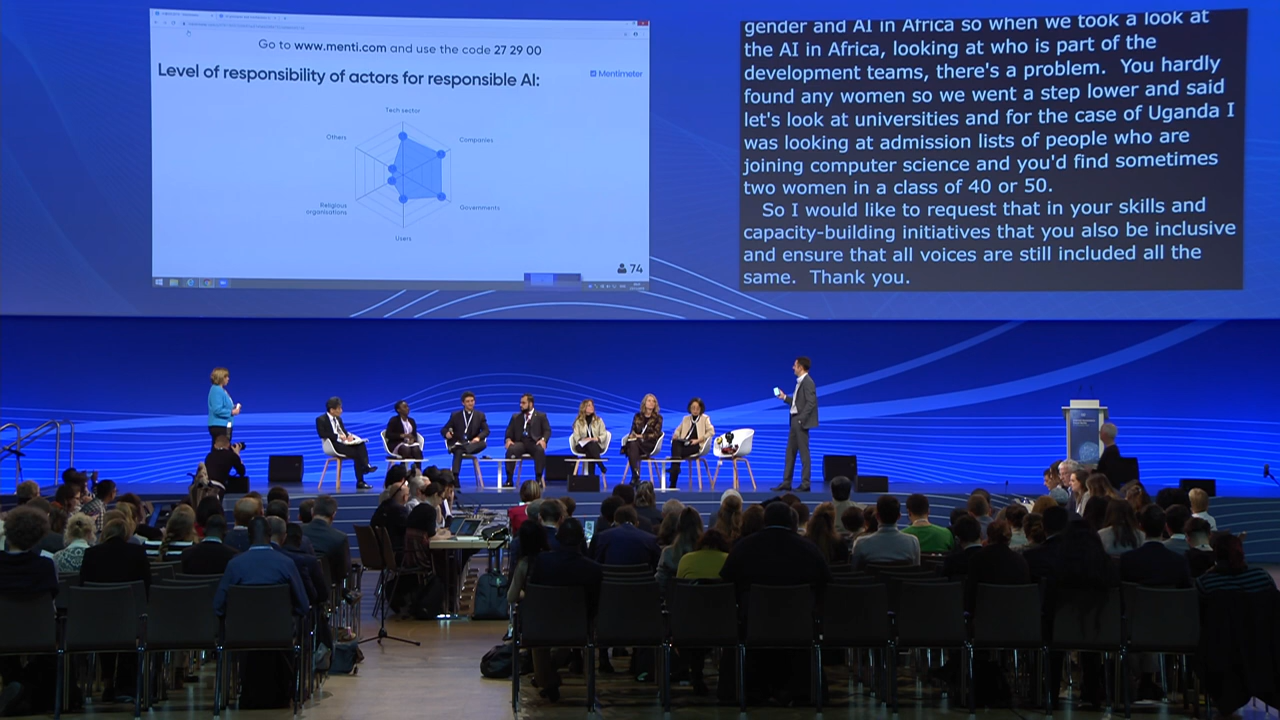 Go to www.menti.com and use the code 27 29 00
Level of responsibility of actors for responsible AI:
Mentimeter
Tech sector
Others
Companies
Religious
organisations
Governments
Users
74
gender and AI in Africa so when we took a look at
the AI in Africa, looking at who is part of the
development teams, there's a problem.  You hardly
found any women so we went a step lower and said
let's look at universities and for the case of Uganda I
was looking at admission lists of people who are
joining computer science and you'd find sometimes
two women in a class of 40 or 50.
So I would like to request that in your skills and
capacity-building initiatives that you also be inclusive
and ensure that all voices are still included all the
same.  Thank you.